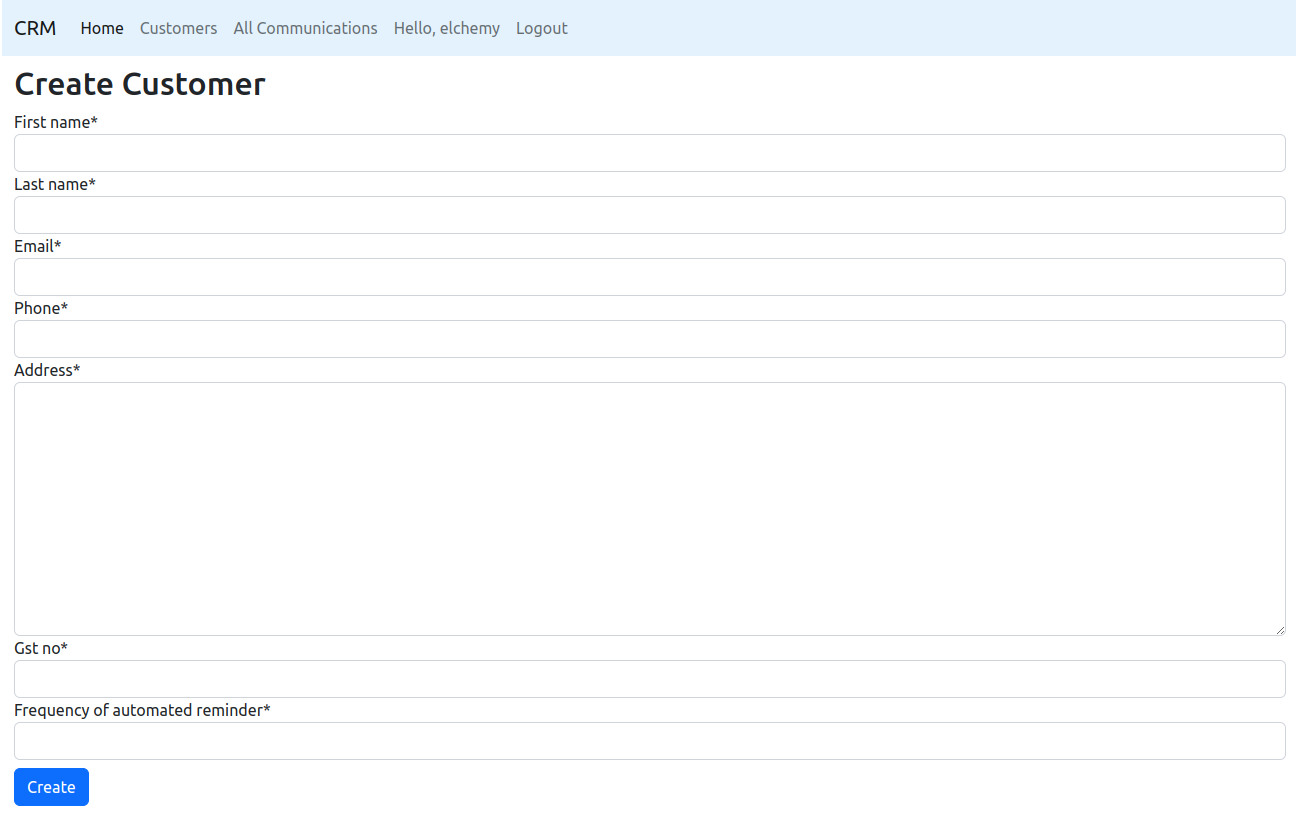 CRM Home Customers All Communications Hello, elchemy Logout
Create Customer
First name*
Last name*
Email*
Phone*
Address*
Gst no*
Frequency of automated reminder*
Create